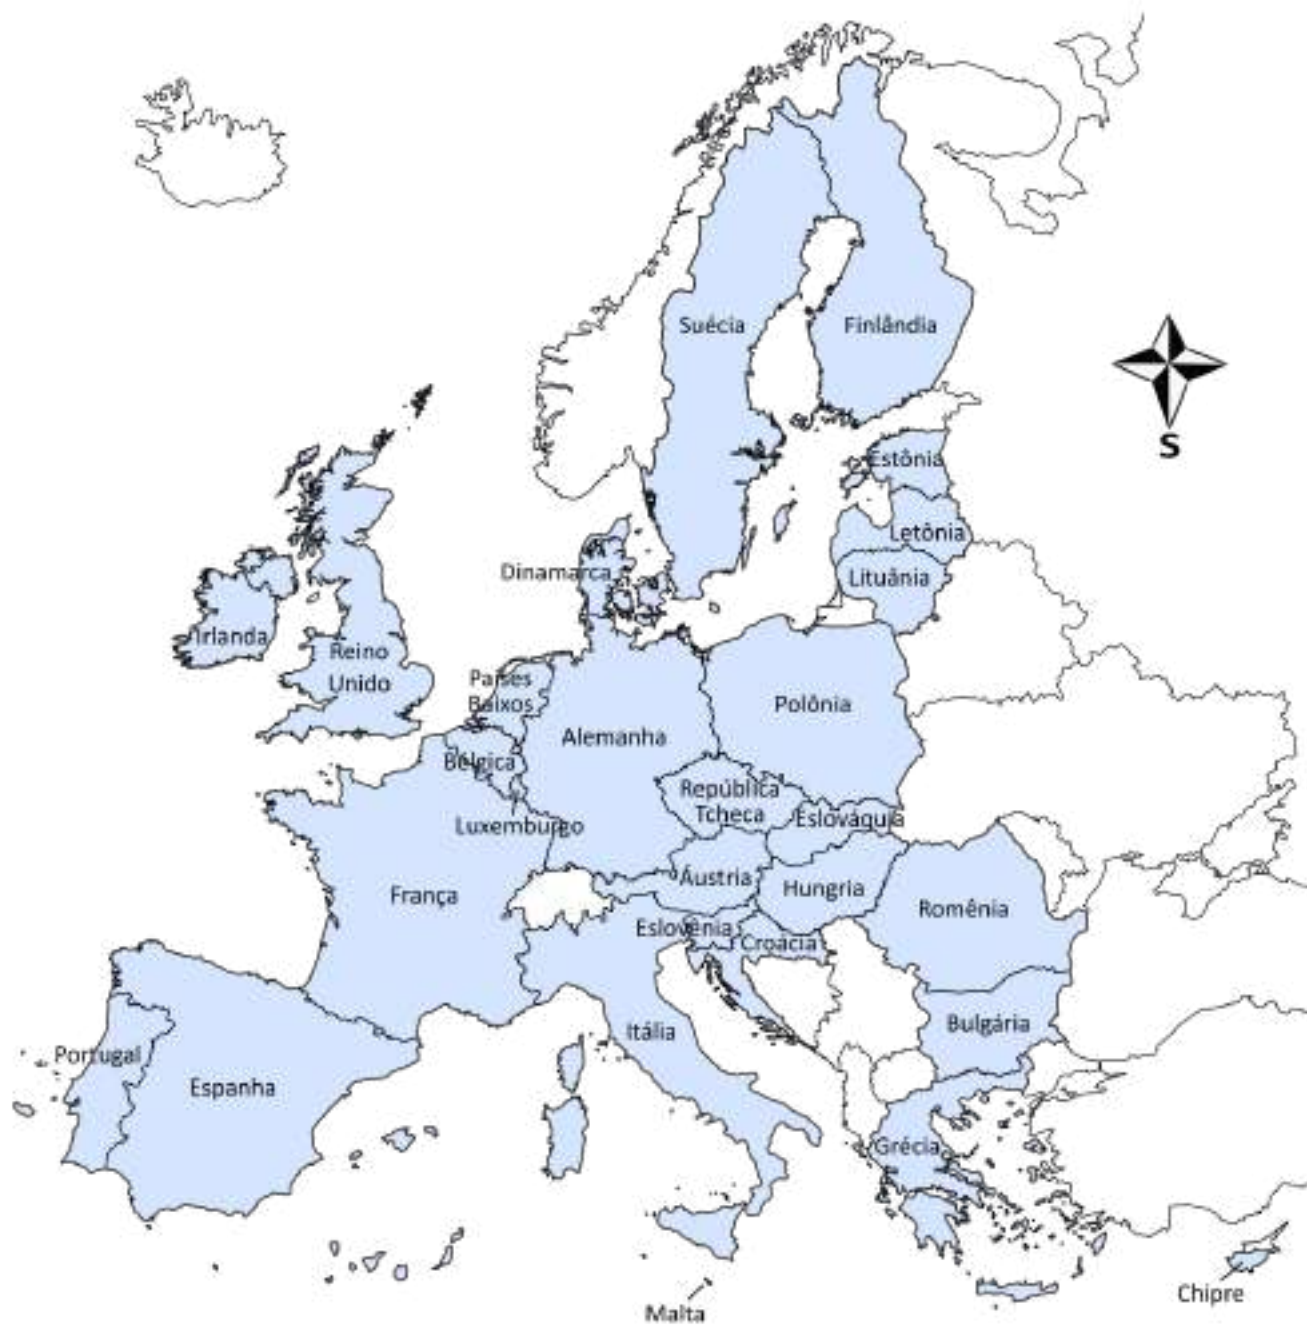 Suécia
Finlândia
S
Estônia
Letônia
Dinamarca
Lituânia
Irlanda
Reino
Unido
Países
Baixos
Polônia
Alemanha
Bélgica
República
Tcheca
Eslováquia
Luxemburgo
Áustria
Hungria
França
Romênia
Eslovênia
Croácia
Bulgária
Itália
Portugal
Espanha
Grécia
Chipre
Malta